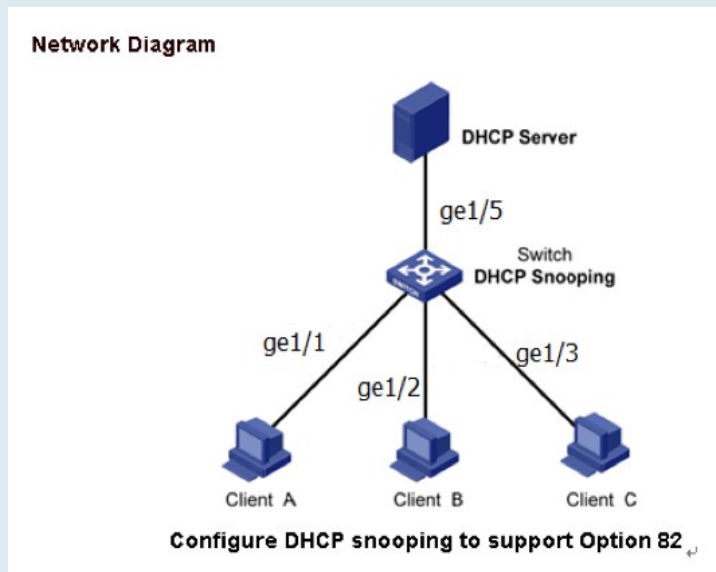 Network Diagram
DHCP Server
ge1/5
Switch
DHCP Snooping
SWITCH
ge1/1
ge1/3
ge1/2
Client A
Client B
Client C
Configure DHCP snooping to support Option 82